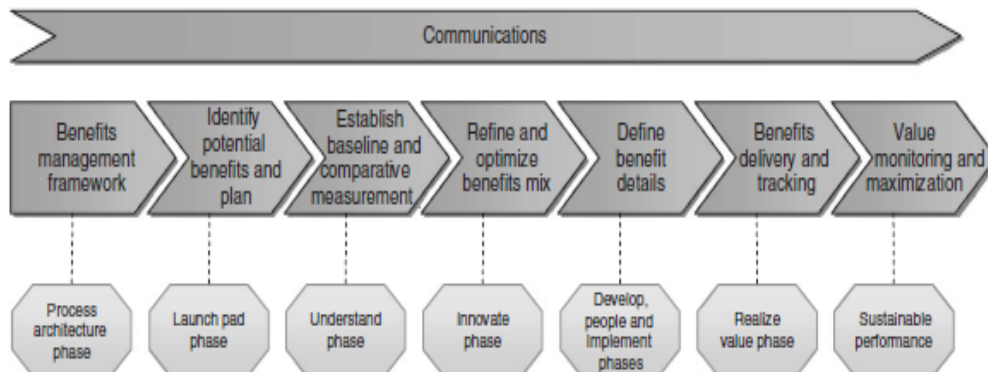 Communications
Benefits
management
framework
Identify
potential
benefits and
plan
Establish
baseline and
comparative
measurement
Refine and
optimize
benefits mix
Define
benefit
details
Benefits
delivery and
tracking
Value
monitoring and
maximization
Process
architecture
phase
Launch pad
phase
Understand
phase
Innovate
phase
Develop,
people and
implement
phases
Realize
value phase
Sustainable
performance